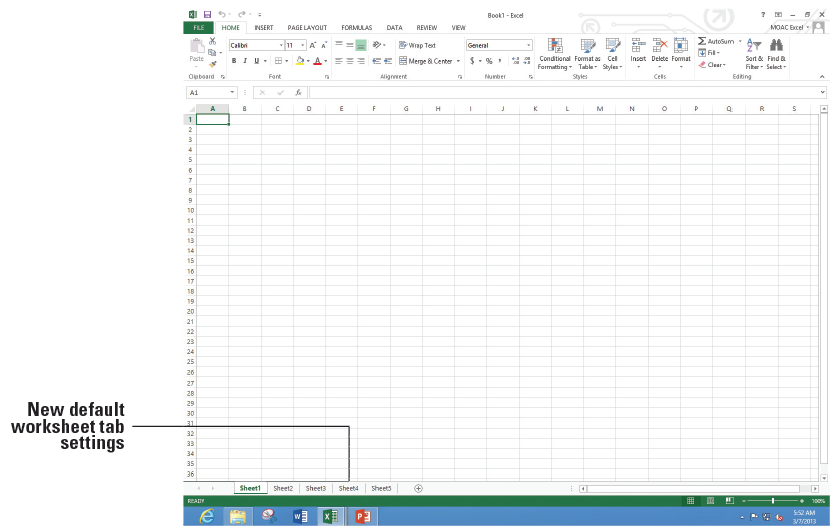 Book1 - Excel
FILE HOME INSERT PAGE LAYOUT FORMULAS DATA REVIEW VIEW MOAC Excel
Calibri 11 Wrap Text General AutoSum
Paste B I U Merge & Center $ % Conditional Formatting Format as Table Cell Styles Insert Delete Format Fill Clear Sort & Filter Find & Select
Clipboard Font Alignment Number Styles Cells Editing
A1 fx
A B C D E F G H I J K L M N O P Q R S
1
2
3
4
5
6
7
8
9
10
11
12
13
14
15
16
17
18
19
20
21
22
23
24
25
26
27
28
29
30
31
32
33
34
35
36
New default
worksheet tab
settings
Sheet1 Sheet2 Sheet3 Sheet4 Sheet5
READY 100%
5:52 AM
3/7/2013